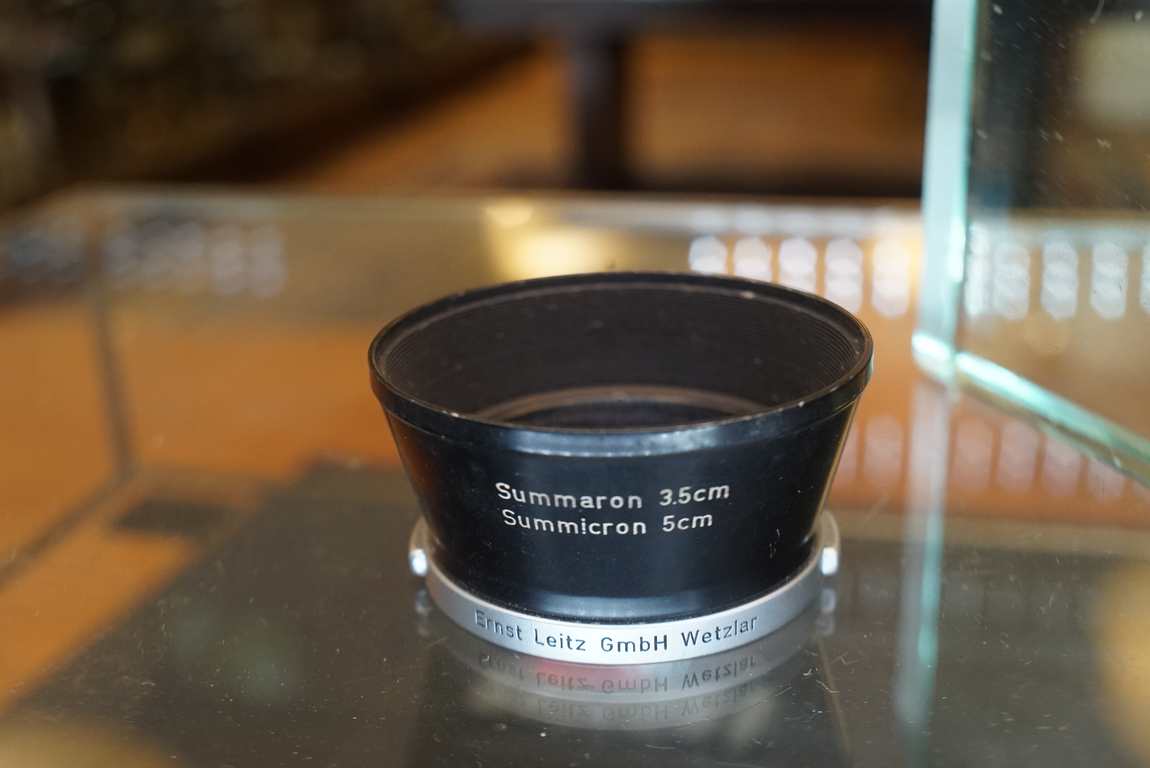 Summaron 3.5cm
Summicron 5cm
Ernst Leitz GmbH Wetzlar